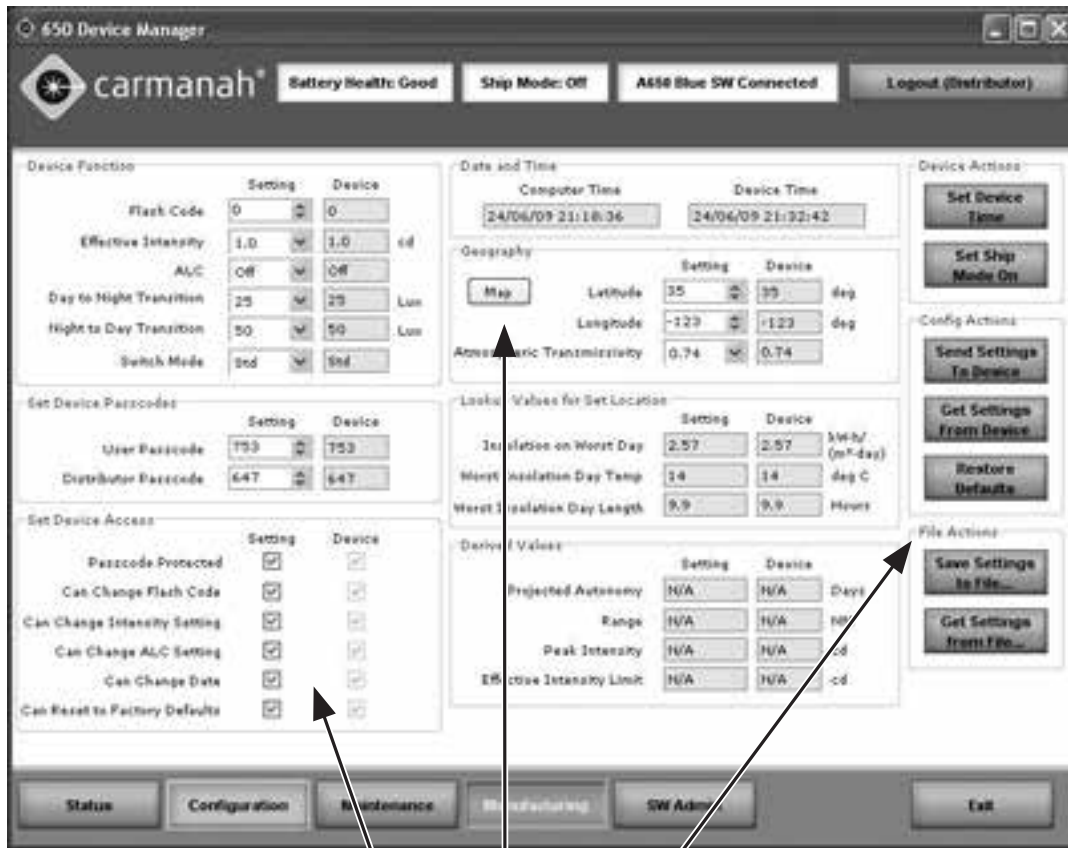 650 Device Manager
carmanah®
Battery Health: Good
Ship Mode: Off
A650 Blue SW Connected
Logout (Distributor)
Device Function
Setting Device
Flash Code 0 0
Effective Intensity 1.0 1.0 cd
ALC Off Off
Day to Night Transition 25 25 Lux
Night to Day Transition 50 50 Lux
Switch Mode Std Std
Set Device Passcodes
Setting Device
User Passcode 753 753
Distributor Passcode 647 647
Set Device Access
Setting Device
Passcode Protected
Can Change Flash Code
Can Change Intensity Setting
Can Change ALC Setting
Can Change Date
Can Reset to Factory Defaults
Date and Time
Computer Time Device Time
24/06/09 21:18:36 24/06/09 21:32:42
Geography
Setting Device
Map
Latitude 35 35 deg
Longitude -123 -123 deg
Atmospheric Transmissivity 0.74 0.74
Lookup Values for Set Location
Setting Device
Insolation on Worst Day 2.57 2.57 kW-h/(m²-day)
Worst Insolation Day Temp 14 14 deg C
Worst Insolation Day Length 9.9 9.9 Hours
Derived Values
Setting Device
Projected Autonomy N/A N/A Days
Range N/A N/A
Peak Intensity N/A N/A cd
Effective Intensity Limit N/A N/A cd
Device Actions
Set Device Time
Set Ship Mode On
Config Actions
Send Settings To Device
Get Settings From Device
Restore Defaults
File Actions
Save Settings to File...
Get Settings from File...
Status
Configuration
Maintenance
Manufacturing
SW Admin
Exit